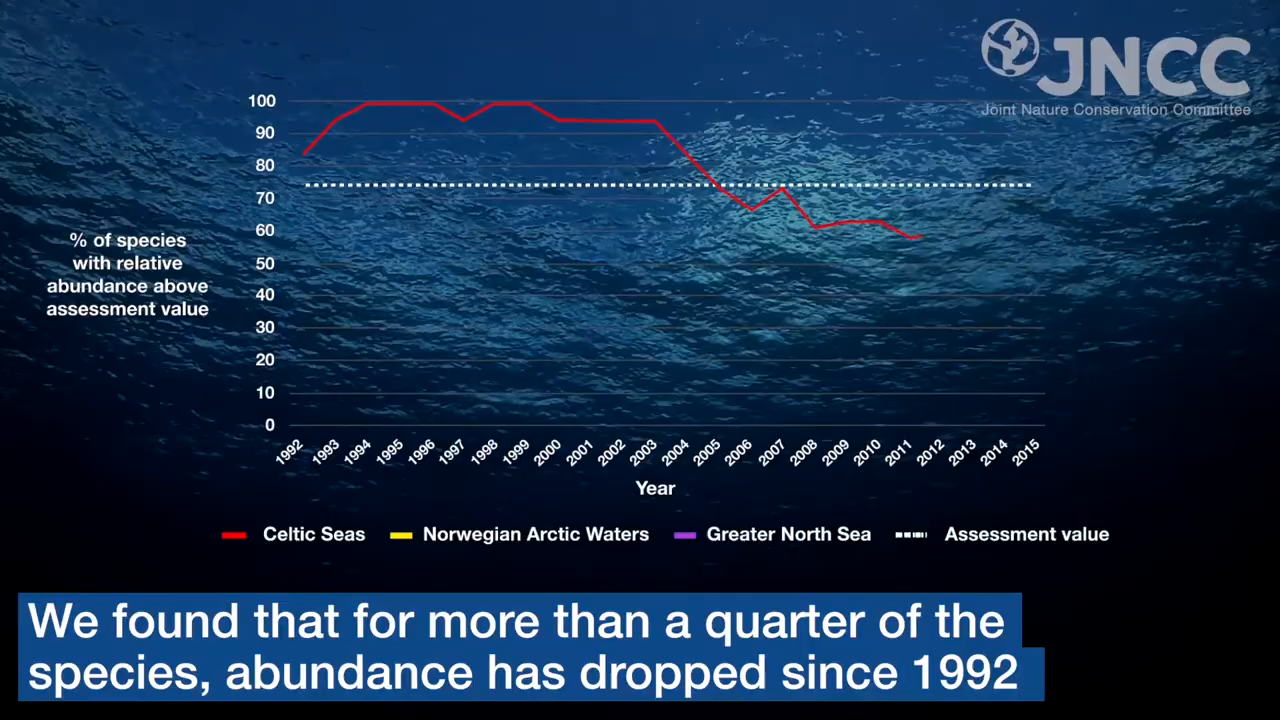 JNCC
Joint Nature Conservation Committee
100
90
80
70
60
50
40
30
20
10
0
% of species
with relative
abundance above
assessment value
1992 1993 1994 1995 1996 1997 1998 1999 2000 2001 2002 2003 2004 2005 2006 2007 2008 2009 2010 2011 2012 2013 2014 2015
Year
Celtic Seas Norwegian Arctic Waters Greater North Sea Assessment value
We found that for more than a quarter of the
species, abundance has dropped since 1992